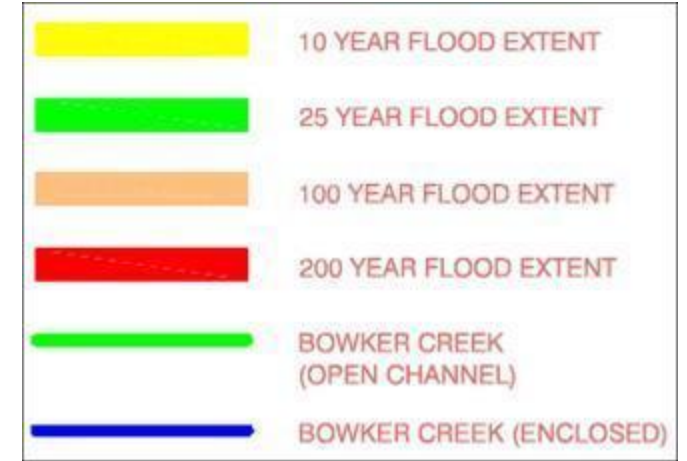 10 YEAR FLOOD EXTENT
25 YEAR FLOOD EXTENT
100 YEAR FLOOD EXTENT
200 YEAR FLOOD EXTENT
BOWKER CREEK
(OPEN CHANNEL)
BOWKER CREEK (ENCLOSED)